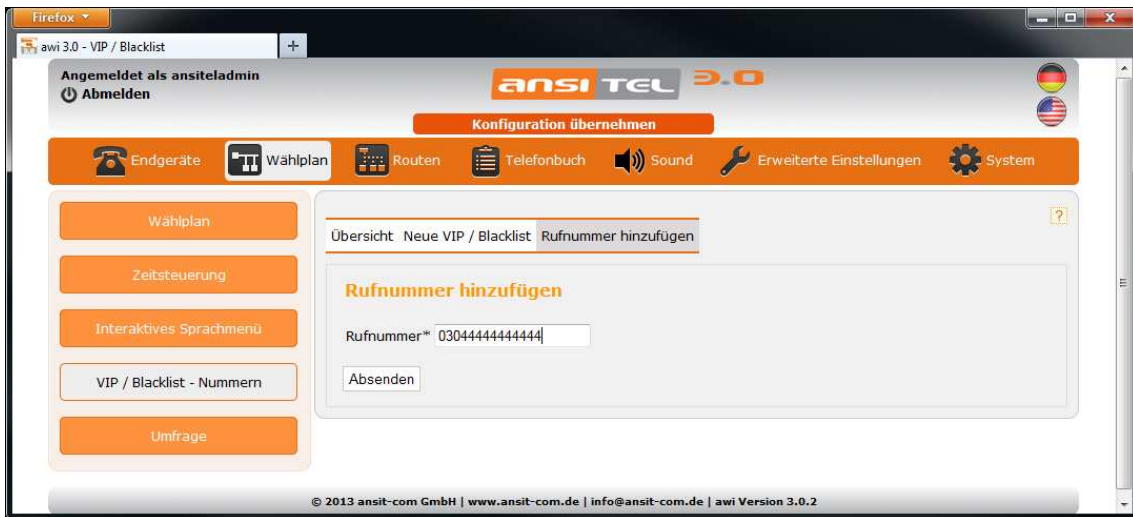 Firefox
awi 3.0 - VIP / Blacklist
Angemeldet als ansiteladmin
Abmelden
ansi TEL 3.0
Konfiguration übernehmen
Endgeräte Wählplan Routen Telefonbuch Sound Erweiterte Einstellungen System
Wählplan
Zeitsteuerung
Interaktives Sprachmenü
VIP / Blacklist - Nummern
Umfrage
?
Übersicht Neue VIP / Blacklist Rufnummer hinzufügen
Rufnummer hinzufügen
Rufnummer* 03044444444444
Absenden
© 2013 ansit-com GmbH | www.ansit-com.de | info@ansit-com.de | awi Version 3.0.2